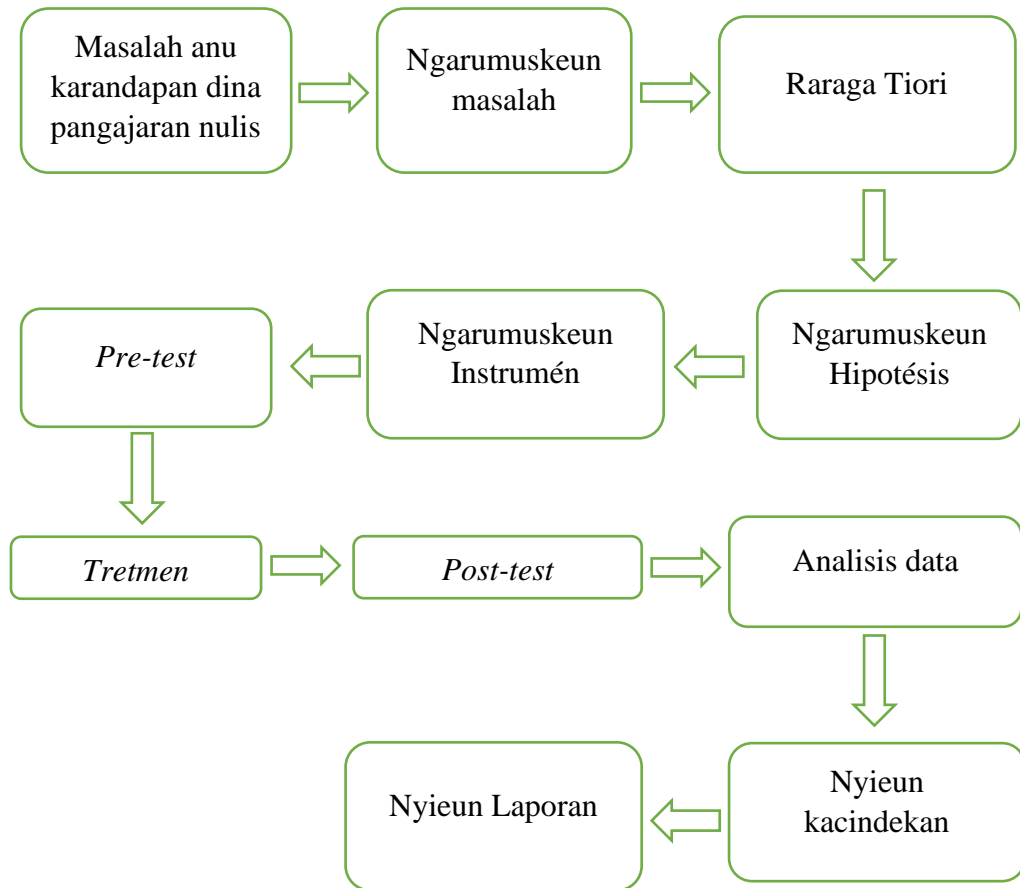 Masalah anu
karandapan dina
pangajaran nulis
Ngarumuskeun
masalah
Raraga Tiori
Ngarumuskeun
Hipotésis
Ngarumuskeun
Instrumén
Pre-test
Tretmen
Post-test
Analisis data
Nyieun
kacindekan
Nyieun Laporan